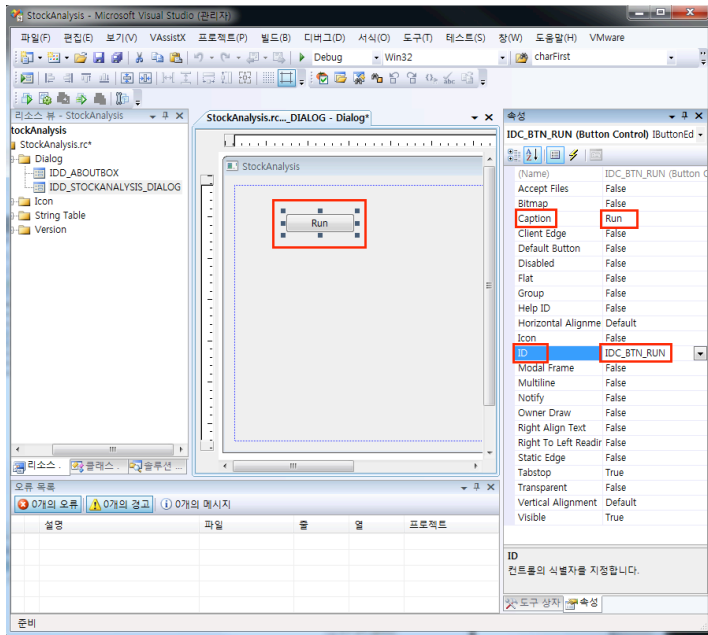 StockAnalysis - Microsoft Visual Studio (관리자)
파일(F) 편집(E) 보기(V) VAssistX 프로젝트(P) 빌드(B) 디버그(D) 서식(O) 도구(T) 테스트(S) 창(W) 도움말(H) VMware
Debug Win32 charFirst
리소스 뷰 - StockAnalysis
tockAnalysis
StockAnalysis.rc*
Dialog
IDD_ABOUTBOX
IDD_STOCKANALYSIS_DIALOG
Icon
String Table
Version
리소스 . 클래스 . 솔루션 ...
StockAnalysis.rc..._DIALOG - Dialog*
StockAnalysis
Run
속성
IDC_BTN_RUN (Button Control) IButtonEd
(Name) IDC_BTN_RUN (Button C
Accept Files False
Bitmap False
Caption Run
Client Edge False
Default Button False
Disabled False
Flat False
Group False
Help ID False
Horizontal Alignme Default
Icon False
ID IDC_BTN_RUN
Modal Frame False
Multiline False
Notify False
Owner Draw False
Right Align Text False
Right To Left Readir False
Static Edge False
Tabstop True
Transparent False
Vertical Alignment Default
Visible True
ID
컨트롤의 식별자를 지정합니다.
도구 상자 속성
오류 목록
0개의 오류 0개의 경고 0개의 메시지
설명 파일 줄 열 프로젝트
준비